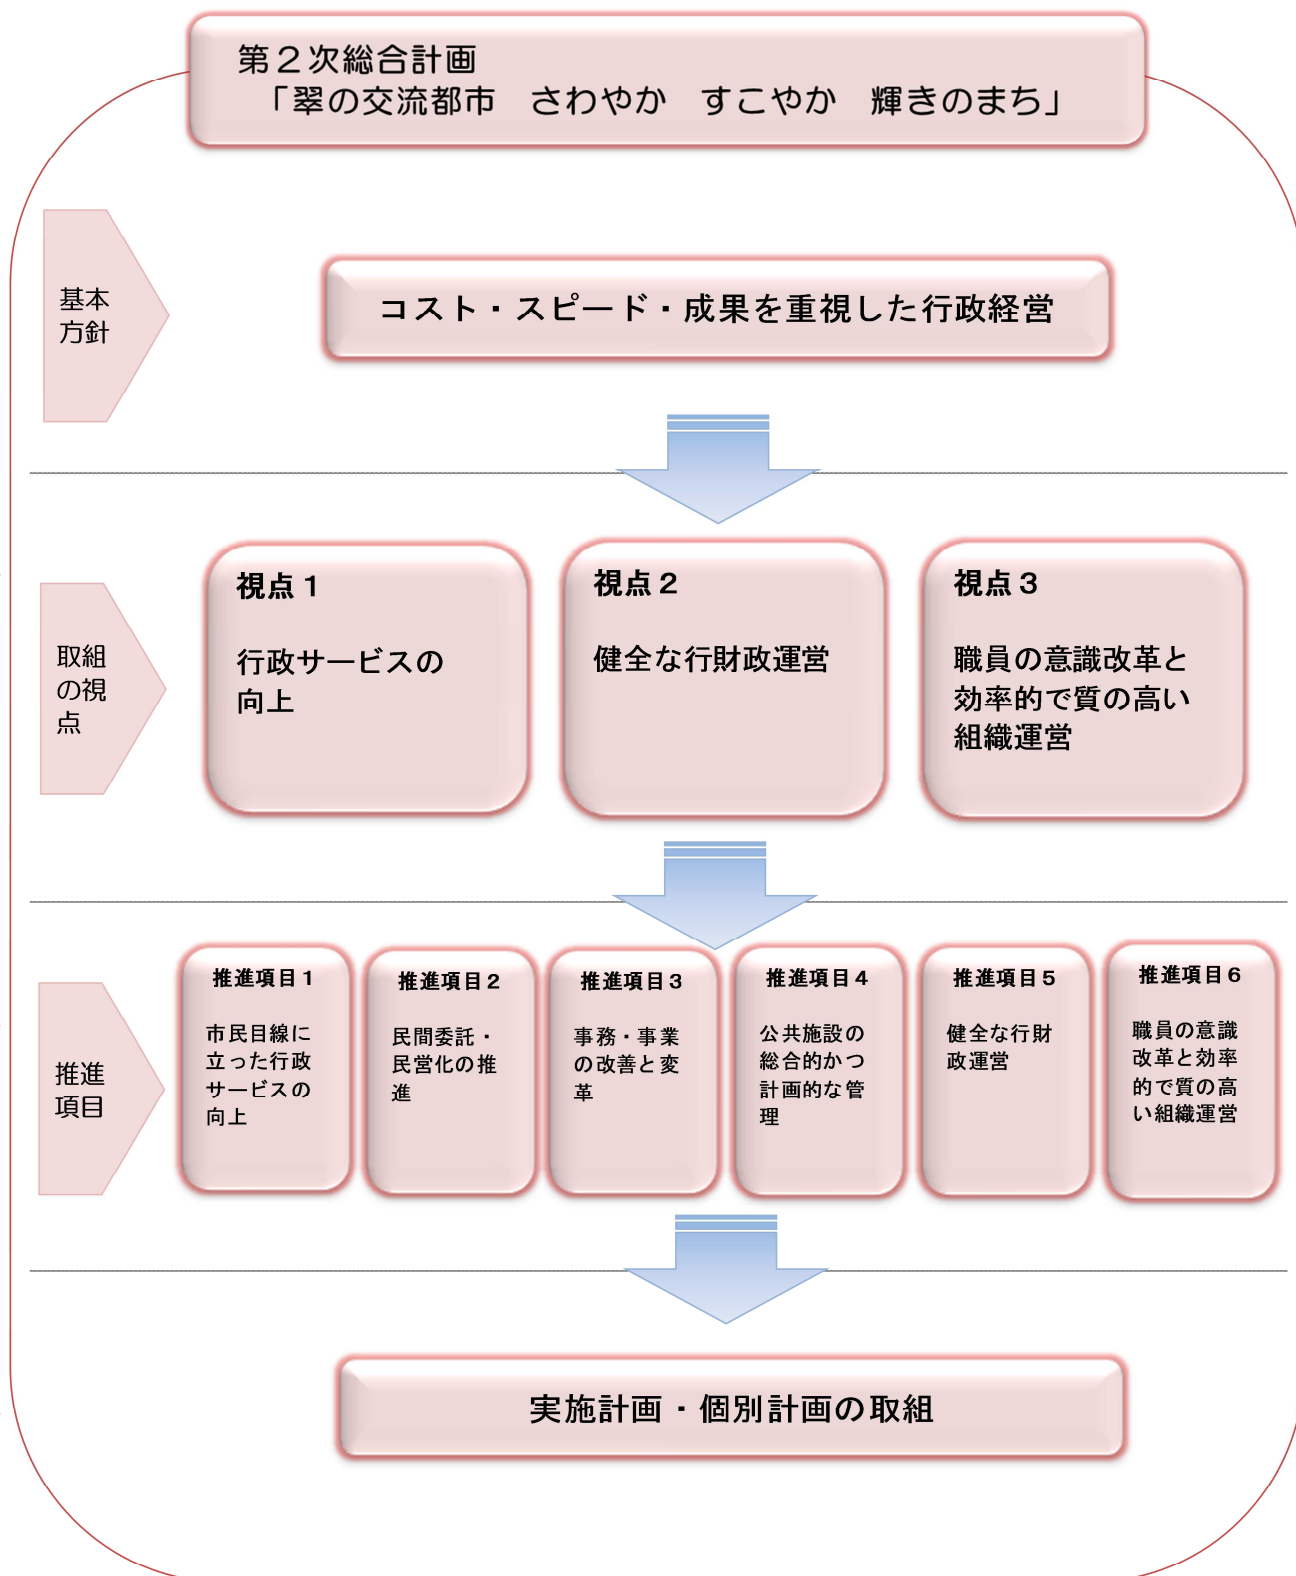 第２次総合計画
「翠の交流都市　さわやか　すこやか　輝きのまち」
基本
方針
コスト・スピード・成果を重視した行政経営
取組
の視
点
視点１
行政サービスの
向上
視点２
健全な行財政運営
視点３
職員の意識改革と
効率的で質の高い
組織運営
推進
項目
推進項目１
市民目線に
立った行政
サービスの
向上
推進項目２
民間委託・
民営化の推
進
推進項目３
事務・事業
の改善と変
革
推進項目４
公共施設の
総合的かつ
計画的な管
理
推進項目５
健全な行財
政運営
推進項目６
職員の意識
改革と効率
的で質の高
い組織運営
実施計画・個別計画の取組